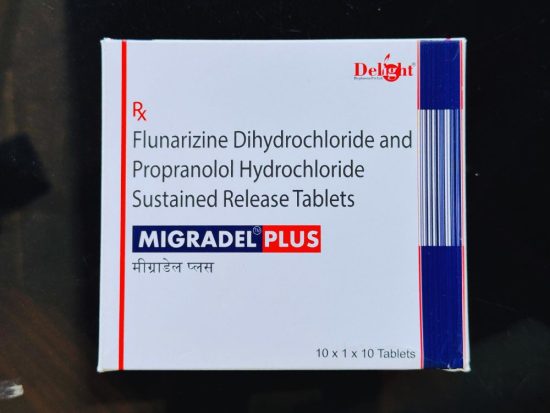 Delight®
Rx
Flunarizine Dihydrochloride and
Propranolol Hydrochloride
Sustained Release Tablets
MIGRADEL PLUS
मीग्राडेल प्लस
10 x 1 x 10 Tablets